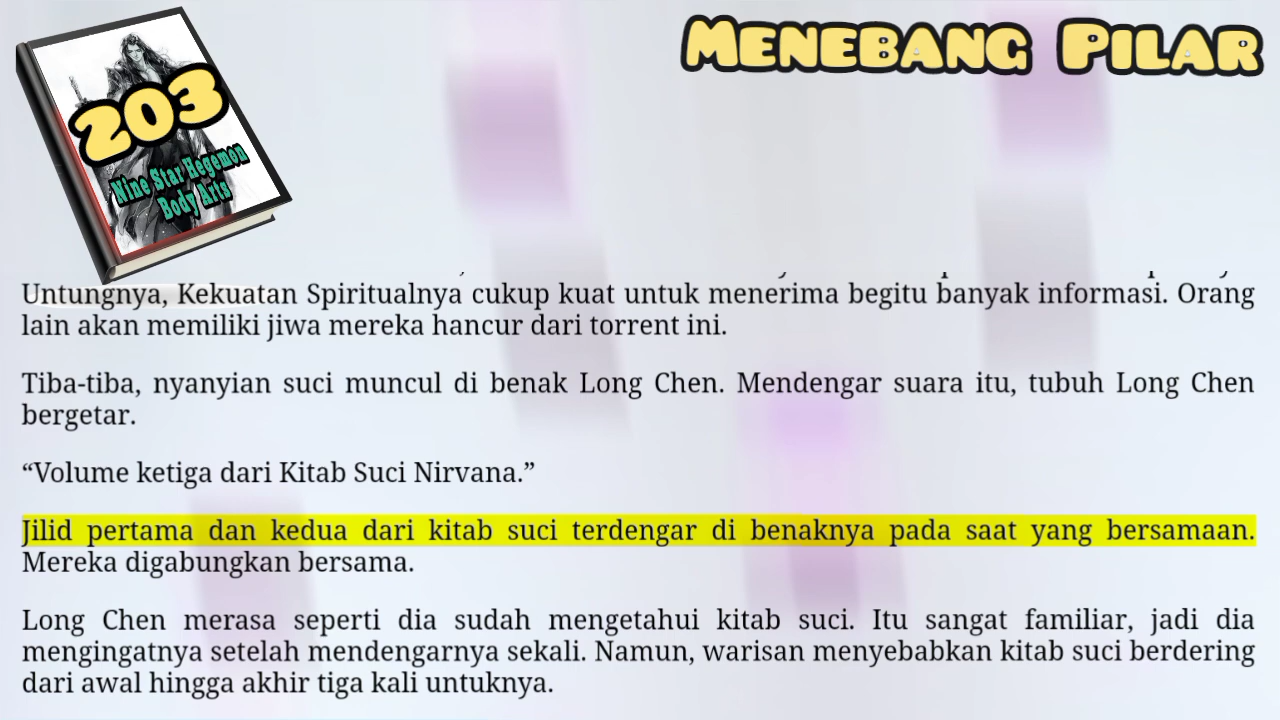 Menebang Pilar
203
Nine Star Hegemon
Body Arts
Untungnya, Kekuatan Spiritualnya cukup kuat untuk menerima begitu banyak informasi. Orang
lain akan memiliki jiwa mereka hancur dari torrent ini.
Tiba-tiba, nyanyian suci muncul di benak Long Chen. Mendengar suara itu, tubuh Long Chen
bergetar.
“Volume ketiga dari Kitab Suci Nirvana.”
Jilid pertama dan kedua dari kitab suci terdengar di benaknya pada saat yang bersamaan.
Mereka digabungkan bersama.
Long Chen merasa seperti dia sudah mengetahui kitab suci. Itu sangat familiar, jadi dia
mengingatnya setelah mendengarnya sekali. Namun, warisan menyebabkan kitab suci berdering
dari awal hingga akhir tiga kali untuknya.